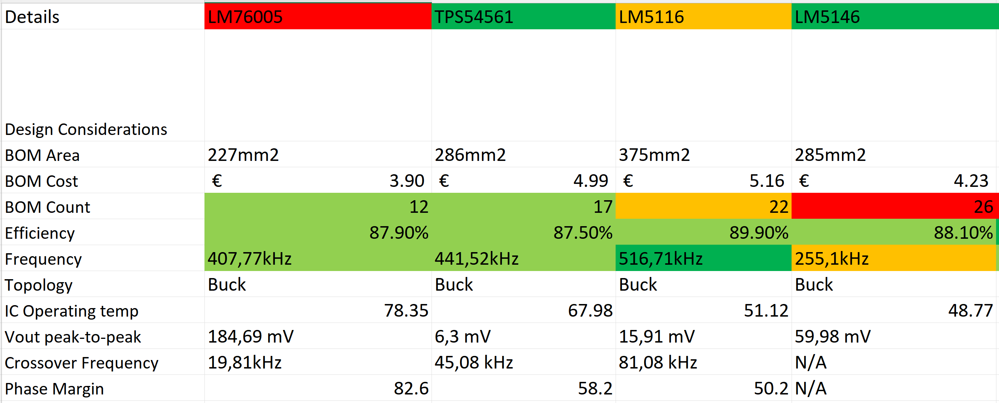 Details LM76005 TPS54561 LM5116 LM5146
Design Considerations
BOM Area 227mm2 286mm2 375mm2 285mm2
BOM Cost € 3.90 € 4.99 € 5.16 € 4.23
BOM Count 12 17 22 26
Efficiency 87.90% 87.50% 89.90% 88.10%
Frequency 407,77kHz 441,52kHz 516,71kHz 255,1kHz
Topology Buck Buck Buck Buck
IC Operating temp 78.35 67.98 51.12 48.77
Vout peak-to-peak 184,69 mV 6,3 mV 15,91 mV 59,98 mV
Crossover Frequency 19,81kHz 45,08 kHz 81,08 kHz N/A
Phase Margin 82.6 58.2 50.2 N/A